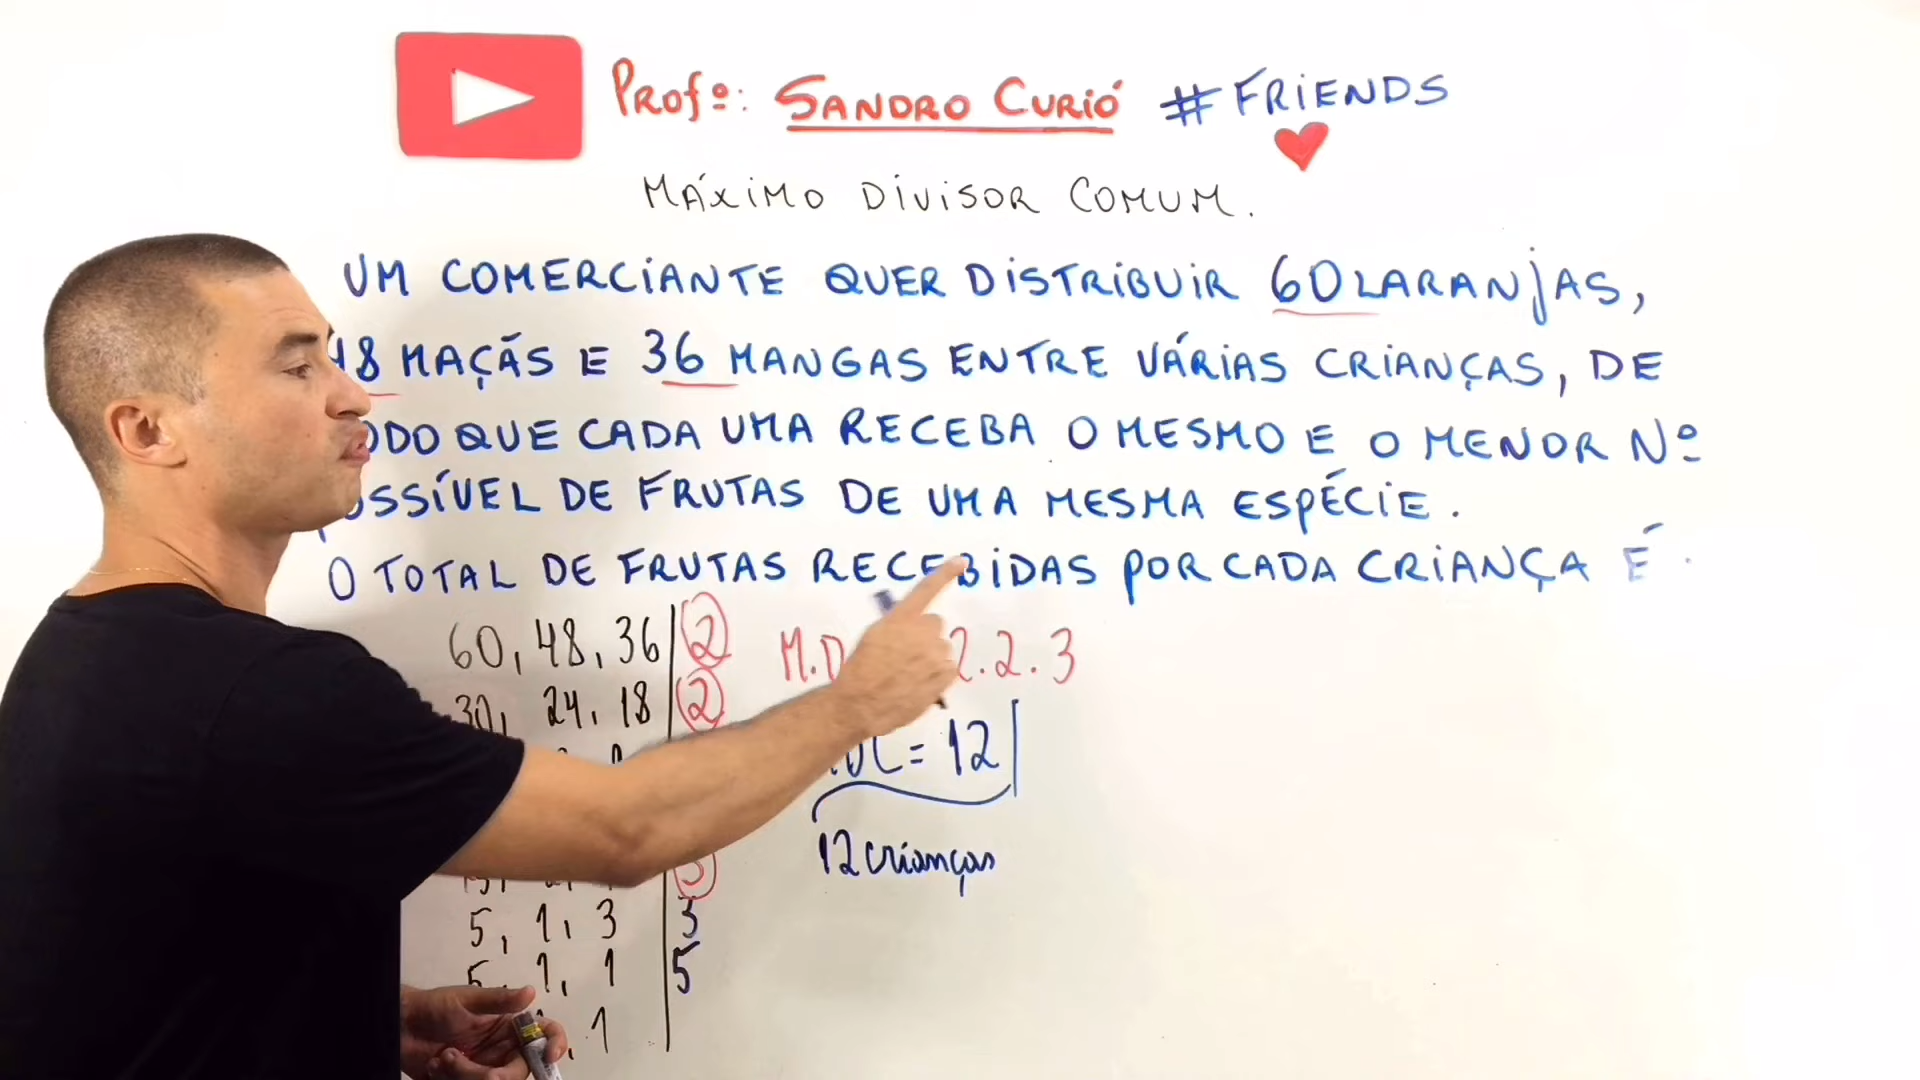 Profº: SANDRO CURIÓ #FRIENDS
MÁXIMO DIVISOR COMUM.
UM COMERCIANTE QUER DISTRIBUIR 60 LARANJAS,
48 MAÇÃS E 36 MANGAS ENTRE VÁRIAS CRIANÇAS, DE
QUE CADA UMA RECEBA O MESMO E O MENOR Nº
POSSÍVEL DE FRUTAS DE UMA MESMA ESPÉCIE.
O TOTAL DE FRUTAS RECEBIDAS POR CADA CRIANÇA É.
60, 48, 36 | 2
30, 24, 18 | 2
5, 1, 3 | 3
5, 1, 1 | 5
1
2.2.3
= 12
12 crianças